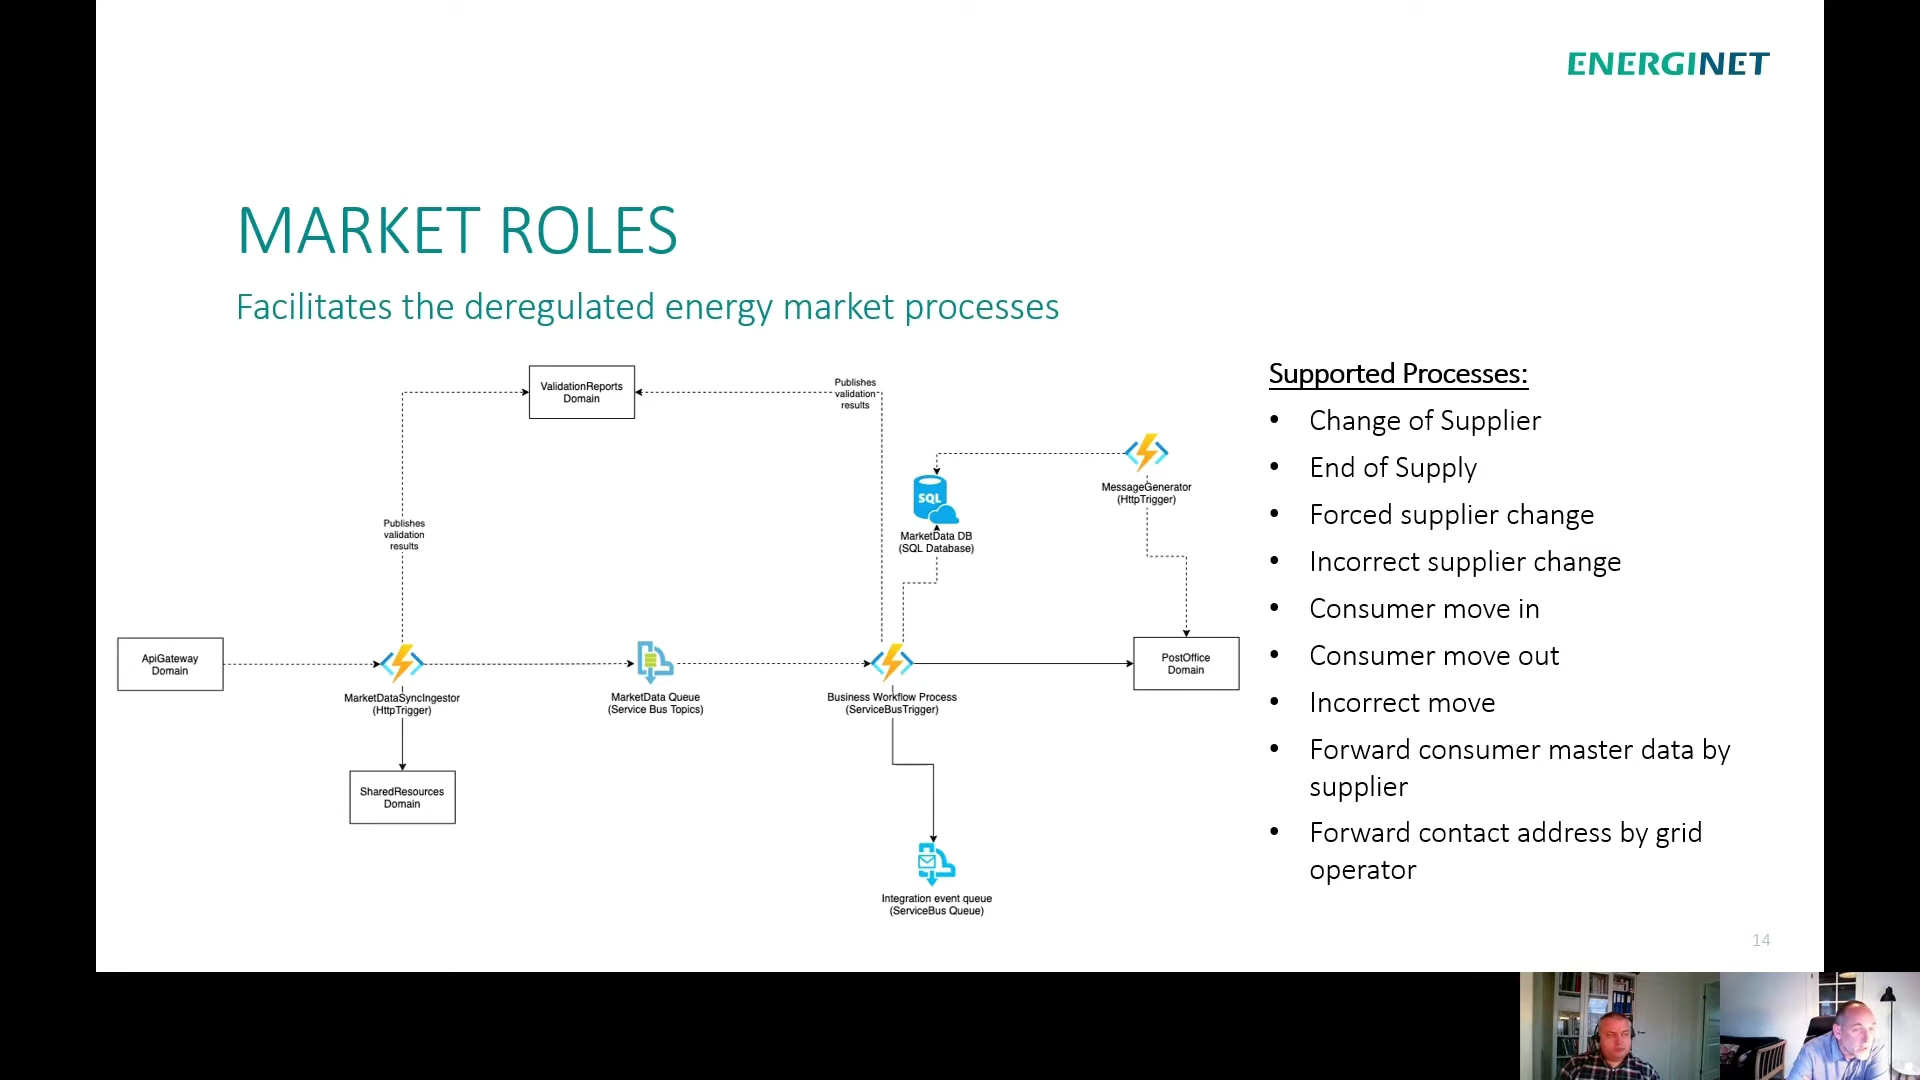 ENERGINET
MARKET ROLES
Facilitates the deregulated energy market processes
ValidationReports
Domain
Publishes
validation
results
MessageGenerator
(HttpTrigger)
SQL
MarketData DB
(SQL Database)
Publishes
validation
results
ApiGateway
Domain
MarketDataSyncIngestor
(HttpTrigger)
MarketData Queue
(Service Bus Topics)
Business Workflow Process
(ServiceBusTrigger)
PostOffice
Domain
SharedResources
Domain
Integration event queue
(ServiceBus Queue)
Supported Processes:
• Change of Supplier
• End of Supply
• Forced supplier change
• Incorrect supplier change
• Consumer move in
• Consumer move out
• Incorrect move
• Forward consumer master data by
supplier
• Forward contact address by grid
operator
14